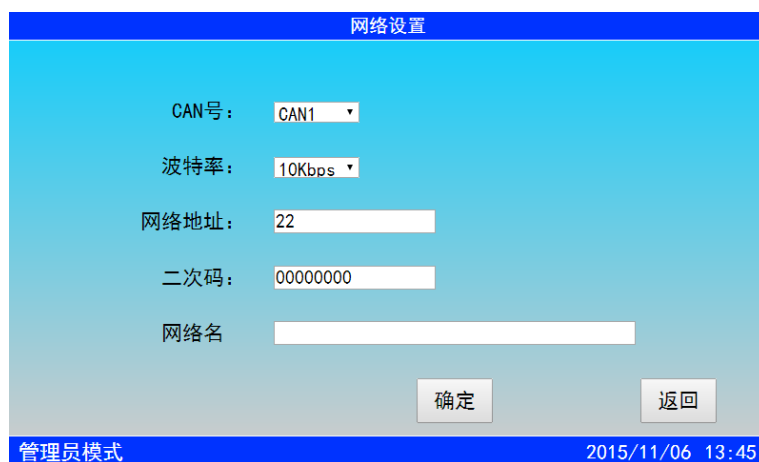 网络设置
CAN号： CAN1
波特率： 10Kbps
网络地址： 22
二次码： 00000000
网络名
确定 返回
管理员模式 2015/11/06 13:45